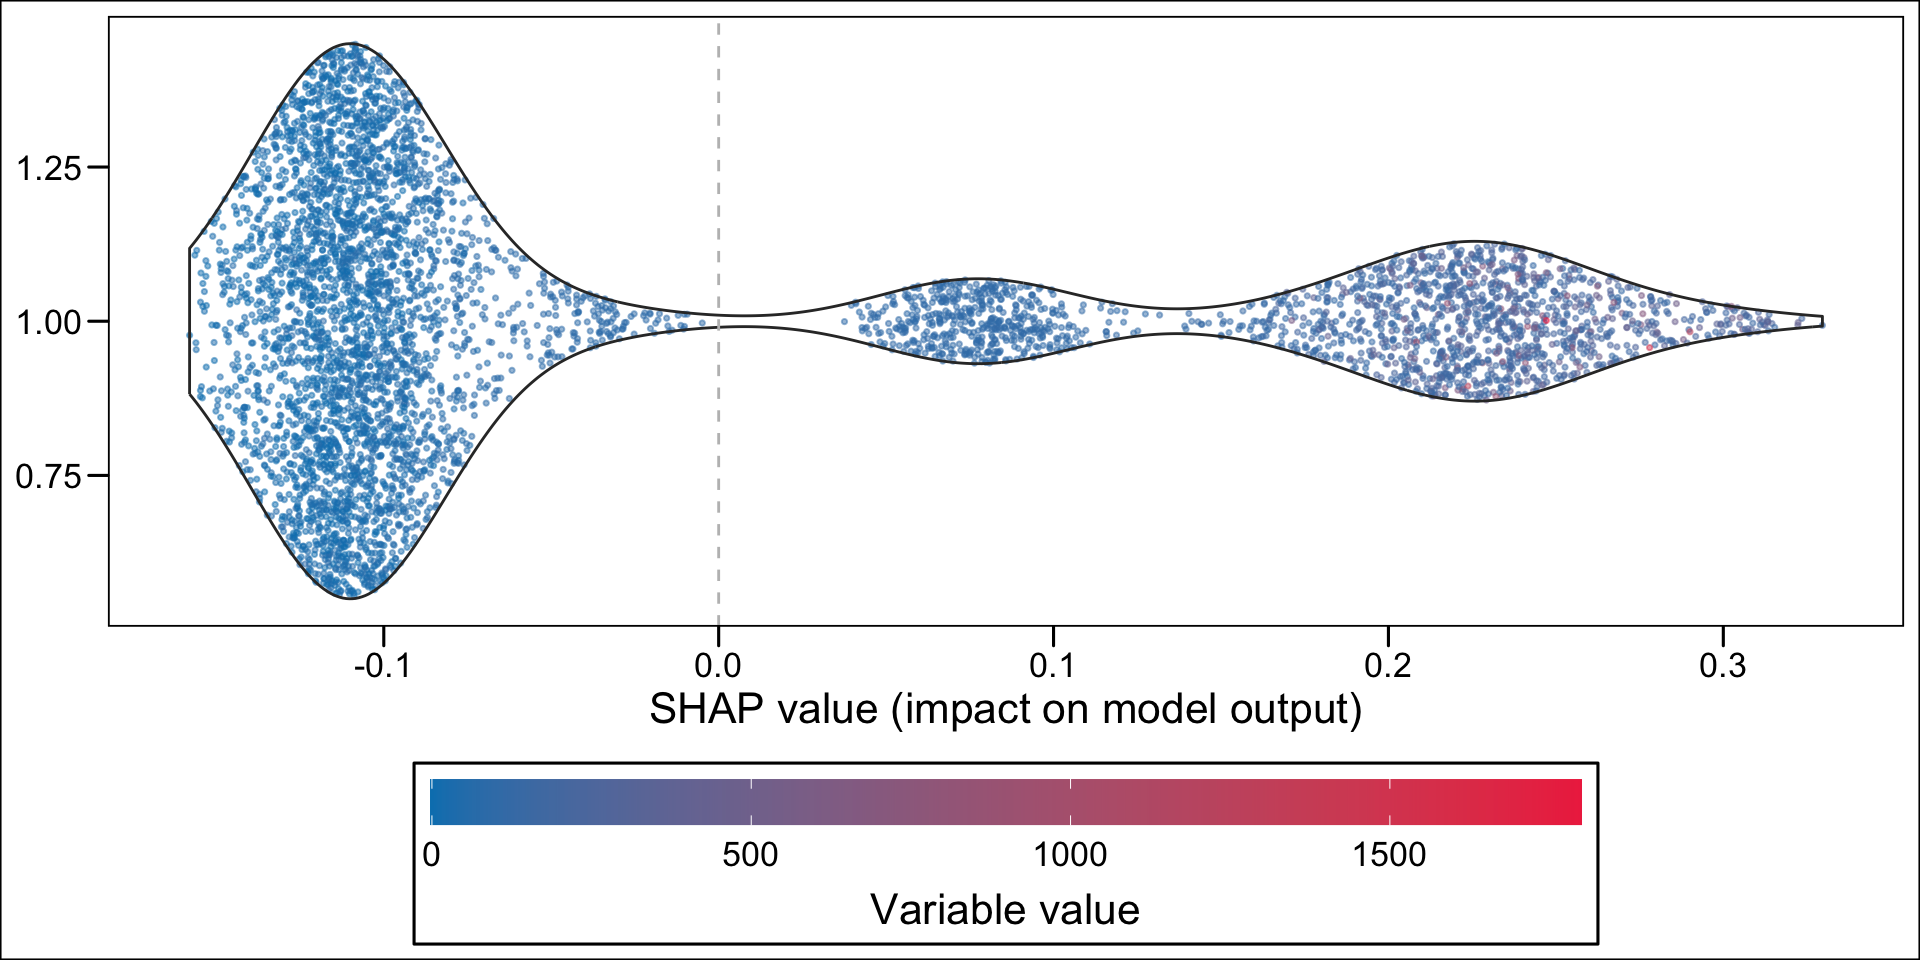 1.25
1.00
0.75
-0.1 0.0 0.1 0.2 0.3
SHAP value (impact on model output)
0 500 1000 1500
Variable value